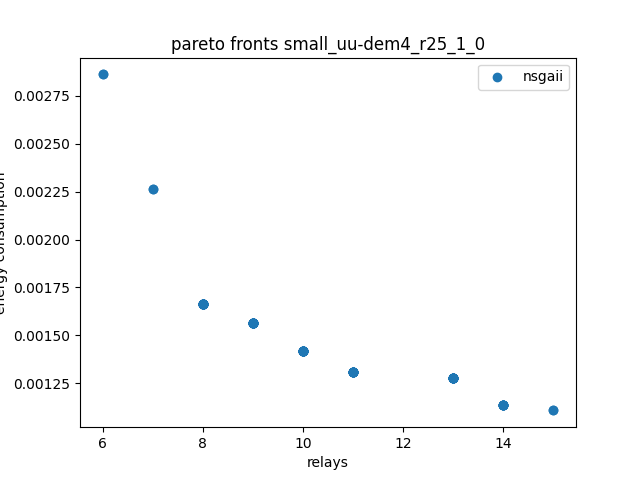 pareto fronts small_uu-dem4_r25_1_0
nsgaii
0.00275
0.00250
0.00225
0.00200
0.00175
0.00150
0.00125
energy consumption
6 8 10 12 14
relays